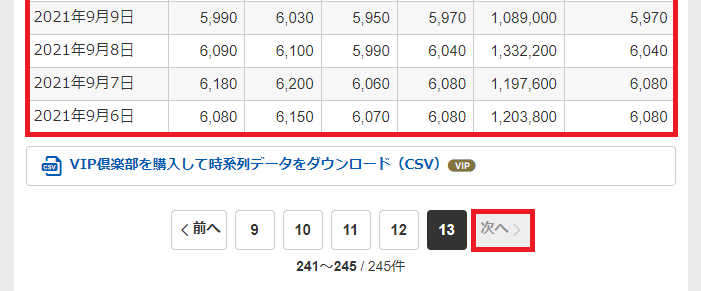 2021年9月9日 5,990 6,030 5,950 5,970 1,089,000 5,970
2021年9月8日 6,090 6,100 5,990 6,040 1,332,200 6,040
2021年9月7日 6,180 6,200 6,060 6,080 1,197,600 6,080
2021年9月6日 6,080 6,150 6,070 6,080 1,203,800 6,080
CSV VIP倶楽部を購入して時系列データをダウンロード（CSV） VIP
前へ 9 10 11 12 13 次へ
241～245 / 245件